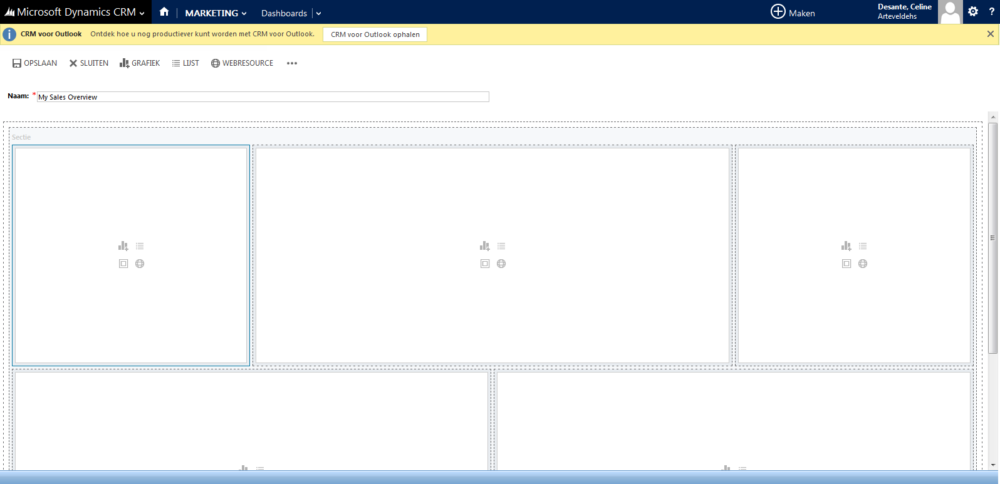 Microsoft Dynamics CRM MARKETING Dashboards Maken Desante, Celine
Arteveldehs ?
CRM voor Outlook Ontdek hoe u nog productiever kunt worden met CRM voor Outlook. CRM voor Outlook ophalen
OPSLAAN SLUITEN GRAFIEK LIJST WEBRESOURCE
Naam: * My Sales Overview
Sectie